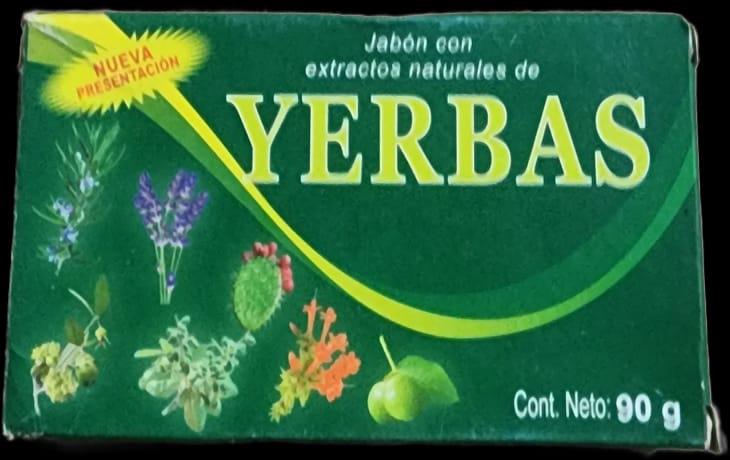 NUEVA
PRESENTACIÓN
Jabón con
extractos naturales de
YERBAS
Cont. Neto: 90 g